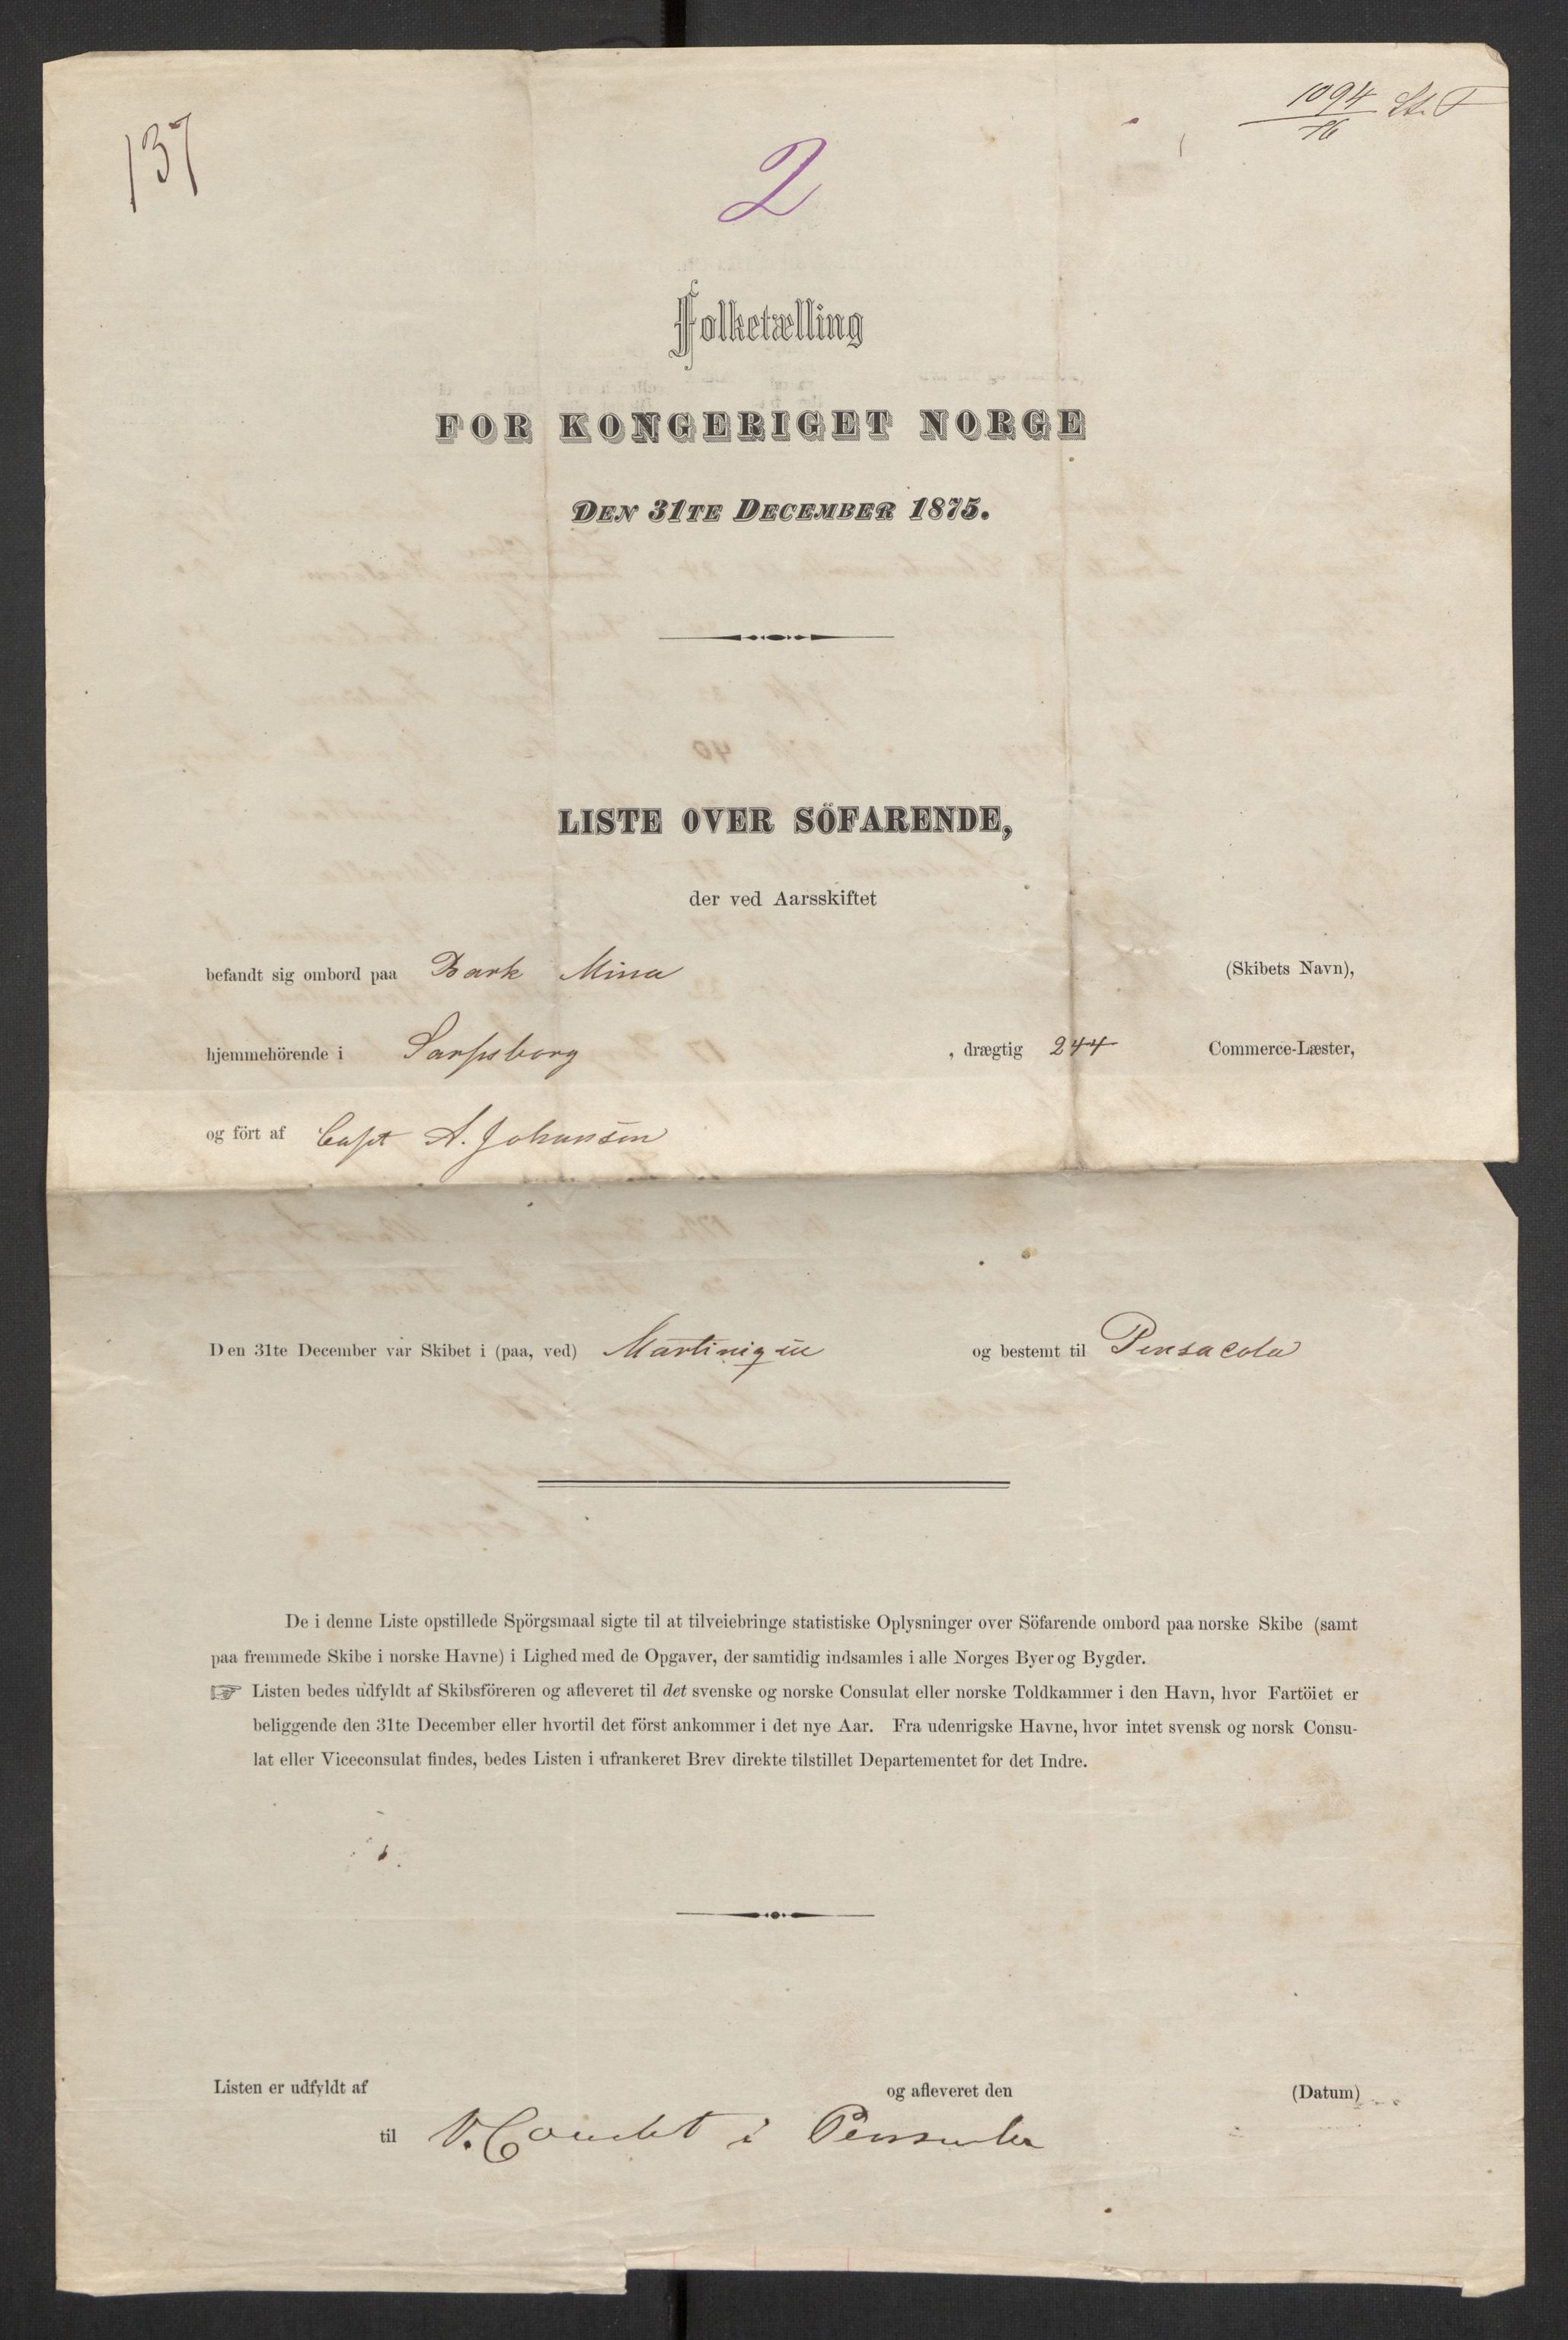 137
1094
76
St. T
2
Folketælling
FOR KONGERIGET NORGE
DEN 31TE DECEMBER 1875.
LISTE OVER SÖFARENDE,
der ved Aarsskiftet
befandt sig ombord paa Bark Mina (Skibets Navn),
hjemmehörende i Sarpsborg , drægtig 244 Commerce-Læster,
og fört af Capt A. Johansen
Den 31te December var Skibet i (paa, ved) Martinique og bestemt til Pensacola
De i denne Liste opstillede Spörgsmaal sigte til at tilveiebringe statistiske Oplysninger over Söfarende ombord paa norske Skibe (samt
paa fremmede Skibe i norske Havne) i Lighed med de Opgaver, der samtidig indsamles i alle Norges Byer og Bygder.
☞ Listen bedes udfyldt af Skibsföreren og afleveret til det svenske og norske Consulat eller norske Toldkammer i den Havn, hvor Fartöiet er
beliggende den 31te December eller hvortil det först ankommer i det nye Aar. Fra udenrigske Havne, hvor intet svensk og norsk Consu-
lat eller Viceconsulat findes, bedes Listen i ufrankeret Brev direkte tilstillet Departementet for det Indre.
Listen er udfyldt af og afleveret den (Datum)
til V. Consulat i Pensacola